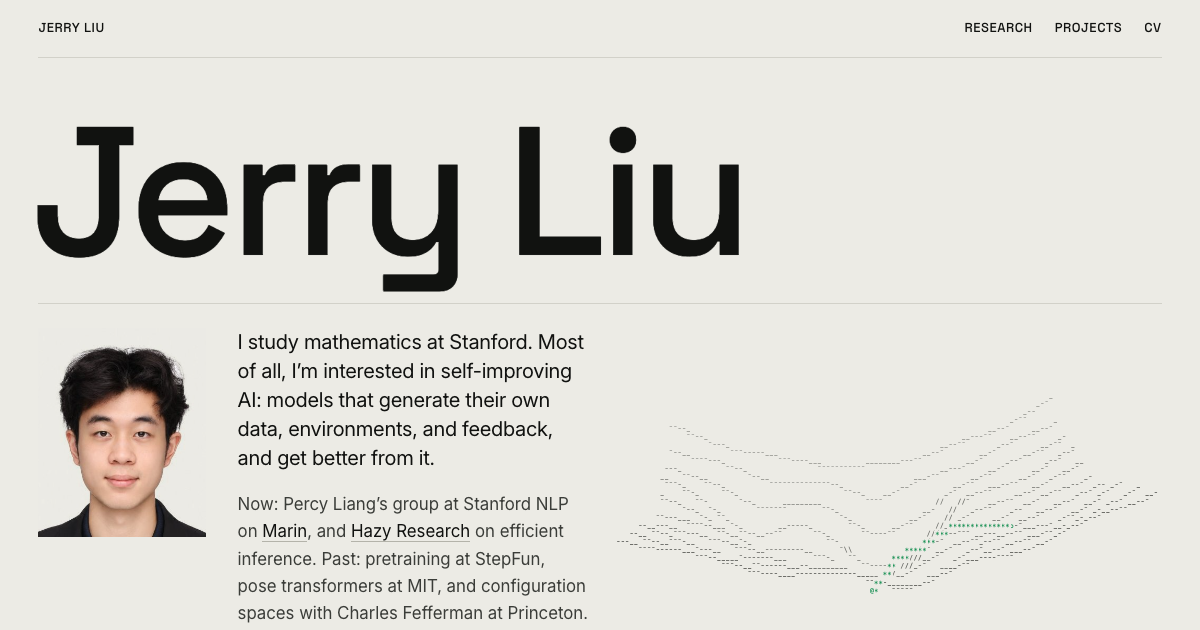 JERRY LIU
RESEARCH PROJECTS CV
Jerry Liu
I study mathematics at Stanford. Most
of all, I’m interested in self-improving
AI: models that generate their own
data, environments, and feedback,
and get better from it.
Now: Percy Liang’s group at Stanford NLP
on Marin, and Hazy Research on efficient
inference. Past: pretraining at StepFun,
pose transformers at MIT, and configuration
spaces with Charles Fefferman at Princeton.